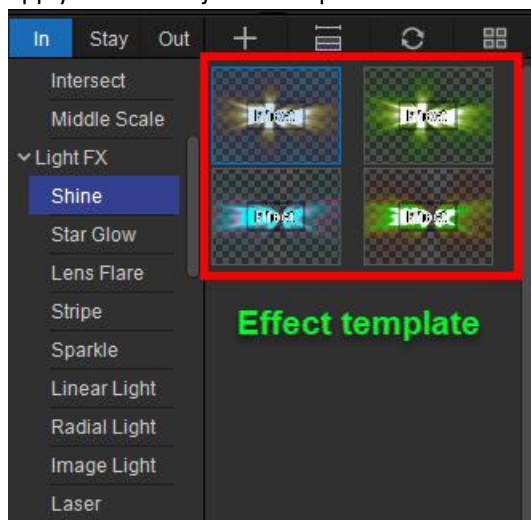 In Stay Out
Intersect
Middle Scale
Light FX
Shine
Star Glow
Lens Flare
Stripe
Sparkle
Linear Light
Radial Light
Image Light
Laser
Effect template